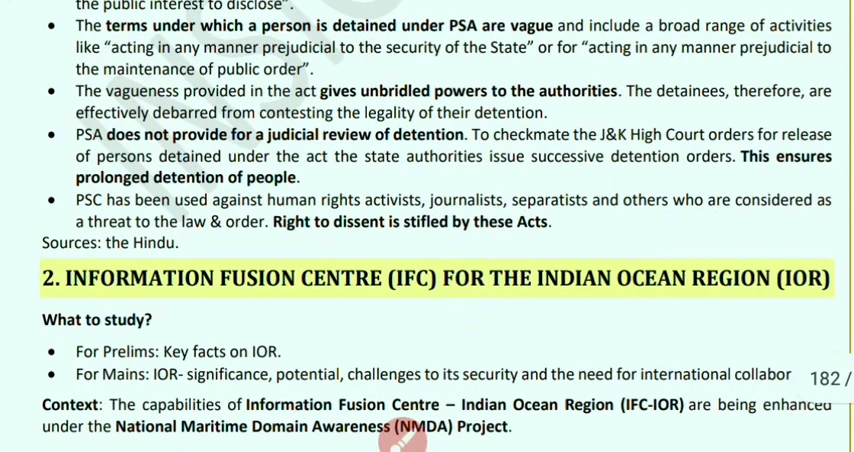 the public interest to disclose".
• The terms under which a person is detained under PSA are vague and include a broad range of activities
like “acting in any manner prejudicial to the security of the State” or for “acting in any manner prejudicial to
the maintenance of public order”.
• The vagueness provided in the act gives unbridled powers to the authorities. The detainees, therefore, are
effectively debarred from contesting the legality of their detention.
• PSA does not provide for a judicial review of detention. To checkmate the J&K High Court orders for release
of persons detained under the act the state authorities issue successive detention orders. This ensures
prolonged detention of people.
• PSC has been used against human rights activists, journalists, separatists and others who are considered as
a threat to the law & order. Right to dissent is stifled by these Acts.
Sources: the Hindu.
2. INFORMATION FUSION CENTRE (IFC) FOR THE INDIAN OCEAN REGION (IOR)
What to study?
• For Prelims: Key facts on IOR.
• For Mains: IOR- significance, potential, challenges to its security and the need for international collabor
182 /
Context: The capabilities of Information Fusion Centre – Indian Ocean Region (IFC-IOR) are being enhanced
under the National Maritime Domain Awareness (NMDA) Project.